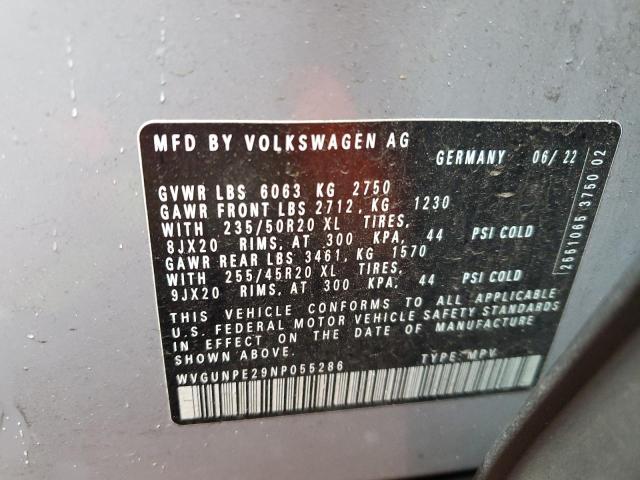 MFD BY VOLKSWAGEN AG
GERMANY 06/22
GVWR LBS 6063 KG 2750
GAWR FRONT LBS 2712, KG 1230
WITH 235/50R20 XL TIRES,
8JX20 RIMS, AT 300 KPA, 44 PSI COLD
GAWR REAR LBS 3461, KG 1570
WITH 255/45R20 XL TIRES,
9JX20 RIMS, AT 300 KPA, 44 PSI COLD
THIS VEHICLE CONFORMS TO ALL APPLICABLE
U.S. FEDERAL MOTOR VEHICLE SAFETY STANDARDS
IN EFFECT ON THE DATE OF MANUFACTURE
SHOWN ABOVE.
WVGUNPE29NP055286 TYPE: MPV
2551065 3750 02